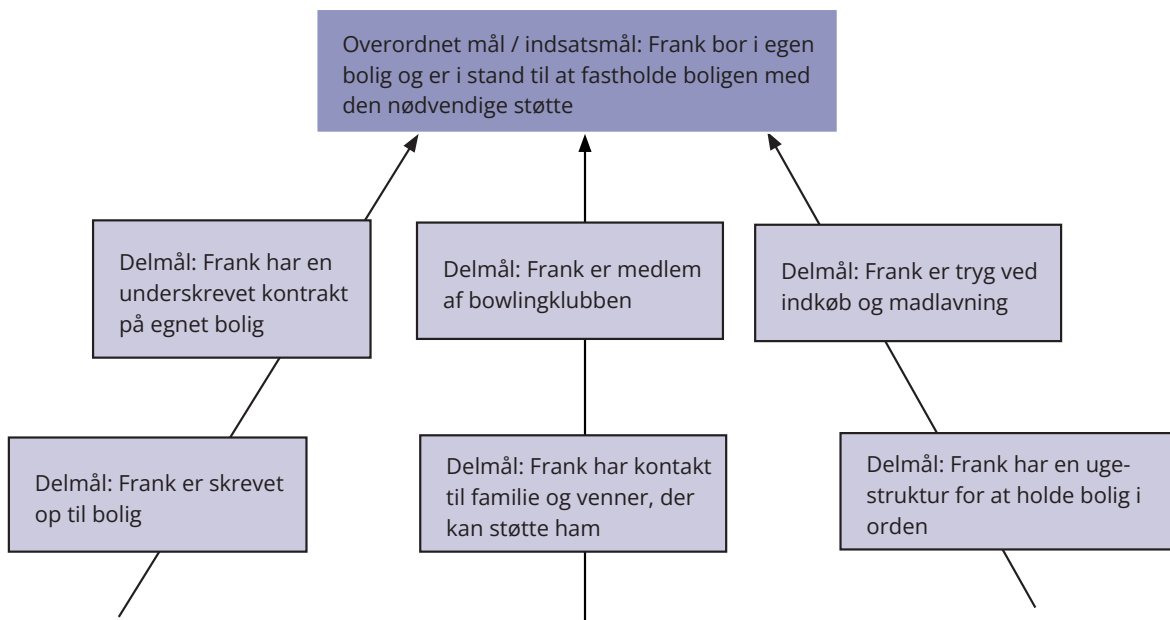 Overordnet mål / indsatsmål: Frank bor i egen
bolig og er i stand til at fastholde boligen med
den nødvendige støtte
Delmål: Frank har en
underskrevet kontrakt
på egnet bolig
Delmål: Frank er medlem
af bowlingklubben
Delmål: Frank er tryg ved
indkøb og madlavning
Delmål: Frank er skrevet
op til bolig
Delmål: Frank har kontakt
til familie og venner, der
kan støtte ham
Delmål: Frank har en uge-
struktur for at holde bolig i
orden